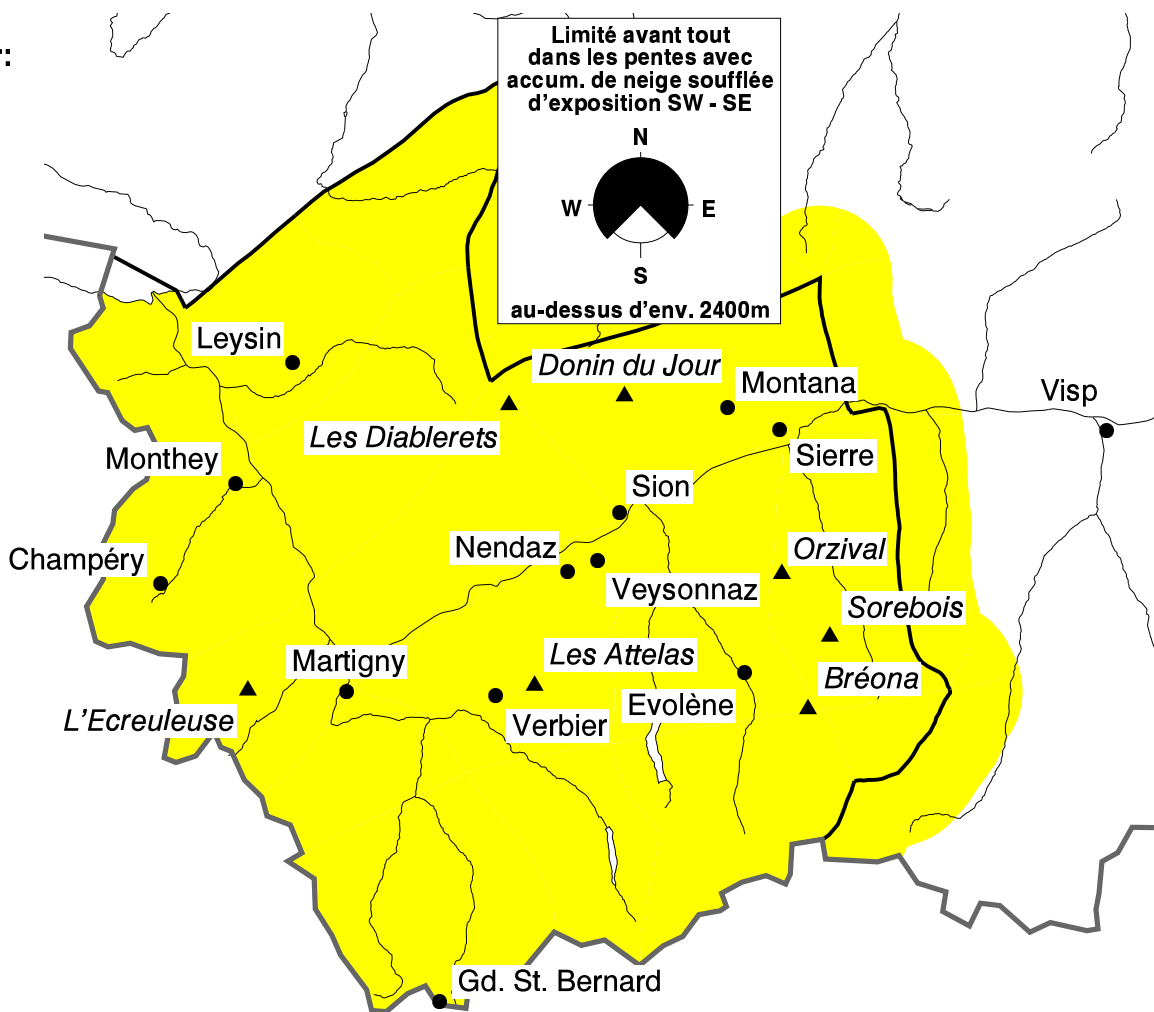 :
Limité avant tout
dans les pentes avec
accum. de neige soufflée
d'exposition SW - SE
N
W
E
S
au-dessus d'env. 2400m
Leysin
Donin du Jour
Montana
Visp
Les Diablerets
Sierre
Monthey
Sion
Nendaz
Orzival
Champéry
Veysonnaz
Sorebois
Martigny
Les Attelas
Bréona
L'Ecreuleuse
Verbier
Evolène
Gd. St. Bernard